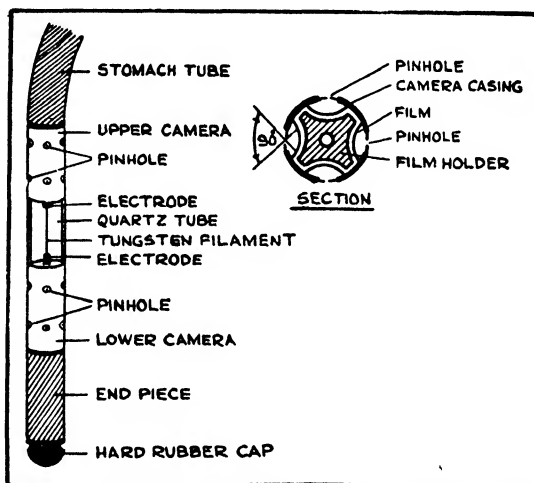 STOMACH TUBE
UPPER CAMERA
PINHOLE
ELECTRODE
QUARTZ TUBE
TUNGSTEN FILAMENT
ELECTRODE
PINHOLE
LOWER CAMERA
END PIECE
HARD RUBBER CAP
90°
PINHOLE
CAMERA CASING
FILM
PINHOLE
FILM HOLDER
SECTION